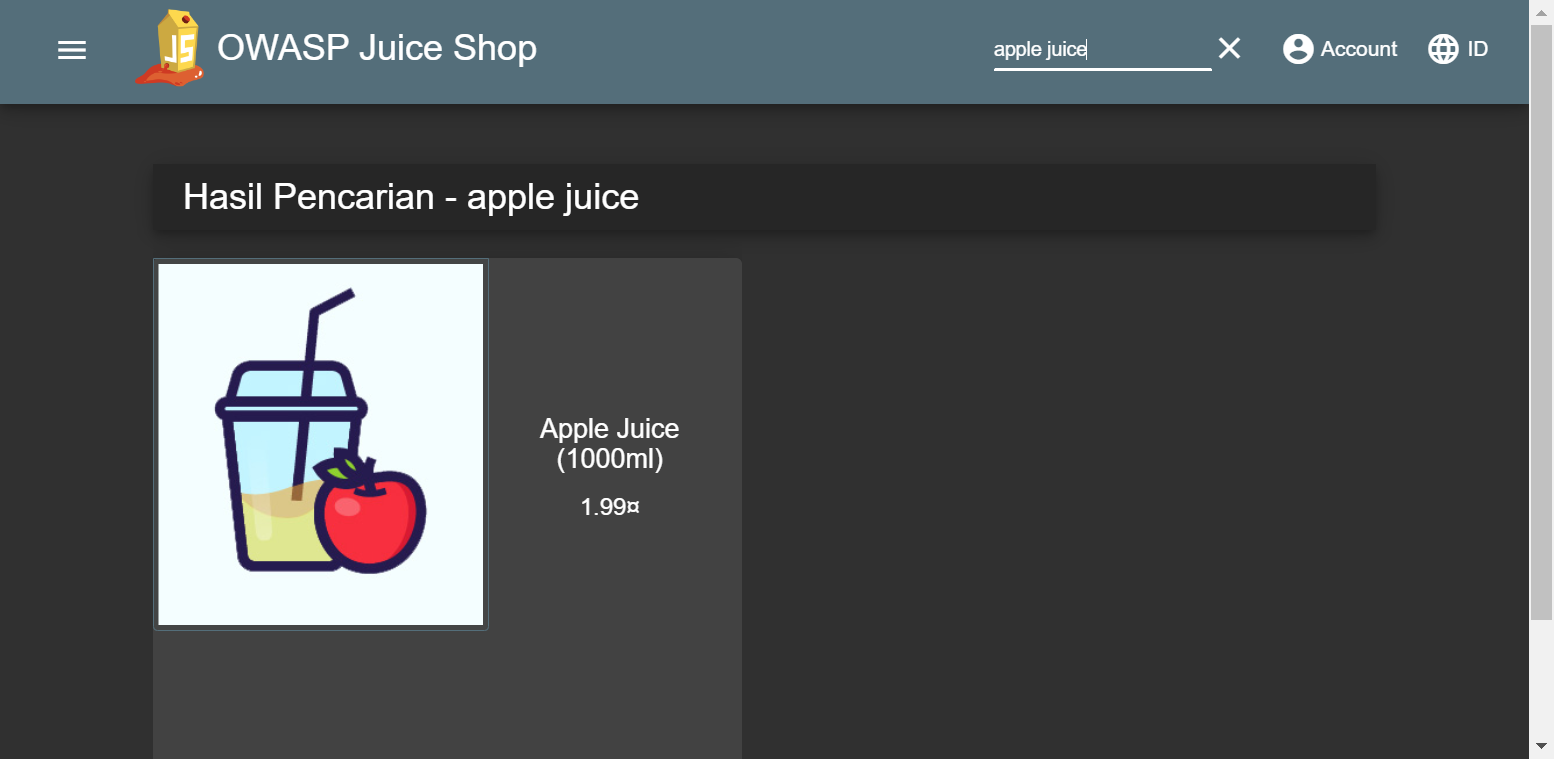 JS OWASP Juice Shop apple juice Account ID
Hasil Pencarian - apple juice
Apple Juice
(1000ml)
1.99¤